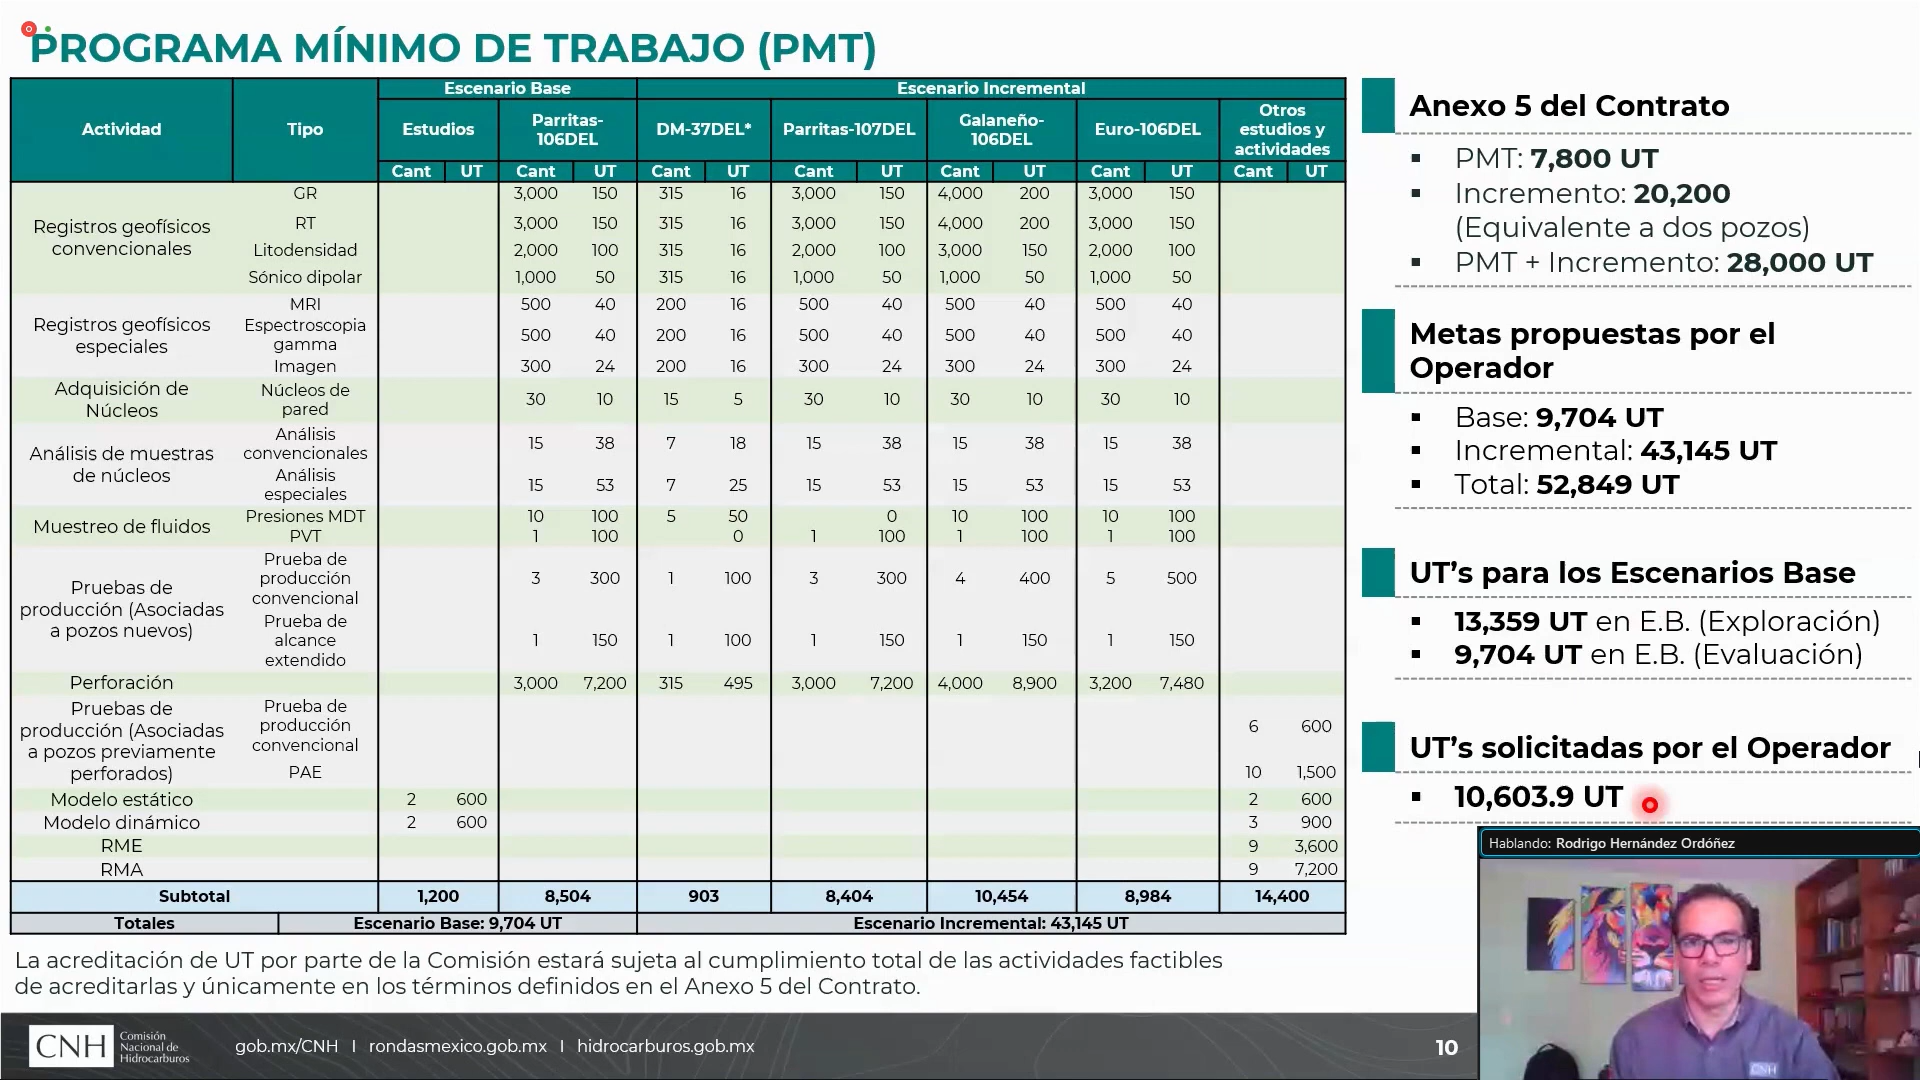 PROGRAMA MÍNIMO DE TRABAJO (PMT)
Actividad Tipo Escenario Base Escenario Incremental
Estudios Parritas-106DEL DM-37DEL* Parritas-107DEL Galaneño-106DEL Euro-106DEL Otros estudios y actividades
Cant UT Cant UT Cant UT Cant UT Cant UT Cant UT Cant UT
Registros geofísicos convencionales
GR 3,000 150 315 16 3,000 150 4,000 200 3,000 150
RT 3,000 150 315 16 3,000 150 4,000 200 3,000 150
Litodensidad 2,000 100 315 16 2,000 100 3,000 150 2,000 100
Sónico dipolar 1,000 50 315 16 1,000 50 1,000 50 1,000 50
Registros geofísicos especiales
MRI 500 40 200 16 500 40 500 40 500 40
Espectroscopia gamma 500 40 200 16 500 40 500 40 500 40
Imagen 300 24 200 16 300 24 300 24 300 24
Adquisición de Núcleos
Núcleos de pared 30 10 15 5 30 10 30 10 30 10
Análisis de muestras de núcleos
Análisis convencionales 15 38 7 18 15 38 15 38 15 38
Análisis especiales 15 53 7 25 15 53 15 53 15 53
Muestreo de fluidos
Presiones MDT 10 100 5 50 0 10 100 10 100
PVT 1 100 0 1 100 1 100 1 100
Pruebas de producción (Asociadas a pozos nuevos)
Prueba de producción convencional 3 300 1 100 3 300 4 400 5 500
Prueba de alcance extendido 1 150 1 100 1 150 1 150 1 150
Perforación 3,000 7,200 315 495 3,000 7,200 4,000 8,900 3,200 7,480
Pruebas de producción (Asociadas a pozos previamente perforados)
Prueba de producción convencional 6 600
PAE 10 1,500
Modelo estático 2 600 2 600
Modelo dinámico 2 600 3 900
RME 9 3,600
RMA 9 7,200
Subtotal 1,200 8,504 903 8,404 10,454 8,984 14,400
Totales Escenario Base: 9,704 UT Escenario Incremental: 43,145 UT
La acreditación de UT por parte de la Comisión estará sujeta al cumplimiento total de las actividades factibles
de acreditarlas y únicamente en los términos definidos en el Anexo 5 del Contrato.
Anexo 5 del Contrato
▪ PMT: 7,800 UT
▪ Incremento: 20,200
(Equivalente a dos pozos)
▪ PMT + Incremento: 28,000 UT
Metas propuestas por el
Operador
▪ Base: 9,704 UT
▪ Incremental: 43,145 UT
▪ Total: 52,849 UT
UT’s para los Escenarios Base
▪ 13,359 UT en E.B. (Exploración)
▪ 9,704 UT en E.B. (Evaluación)
UT’s solicitadas por el Operador
▪ 10,603.9 UT
Hablando: Rodrigo Hernández Ordóñez
CNH
CNH
Comisión
Nacional de
Hidrocarburos
gob.mx/CNH I rondasmexico.gob.mx I hidrocarburos.gob.mx
10